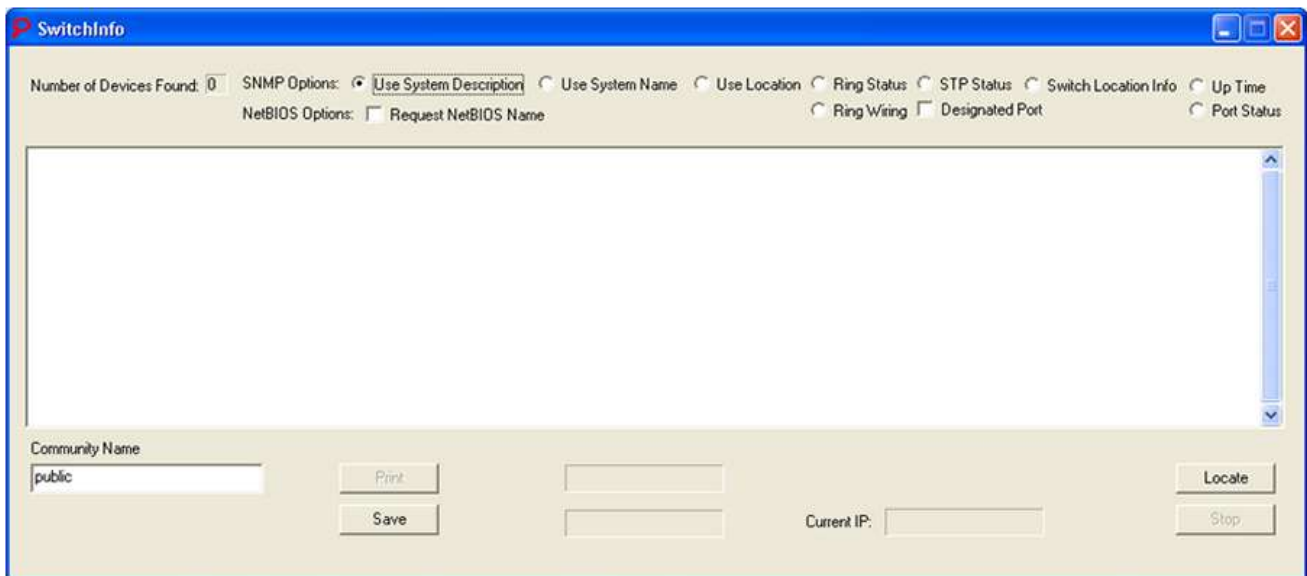 SwitchInfo
Number of Devices Found: 0 SNMP Options: Use System Description Use System Name Use Location Ring Status STP Status Switch Location Info Up Time
NetBIOS Options: Request NetBIOS Name Ring Wiring Designated Port Port Status
Community Name
public Print Locate
Save Current IP: Stop